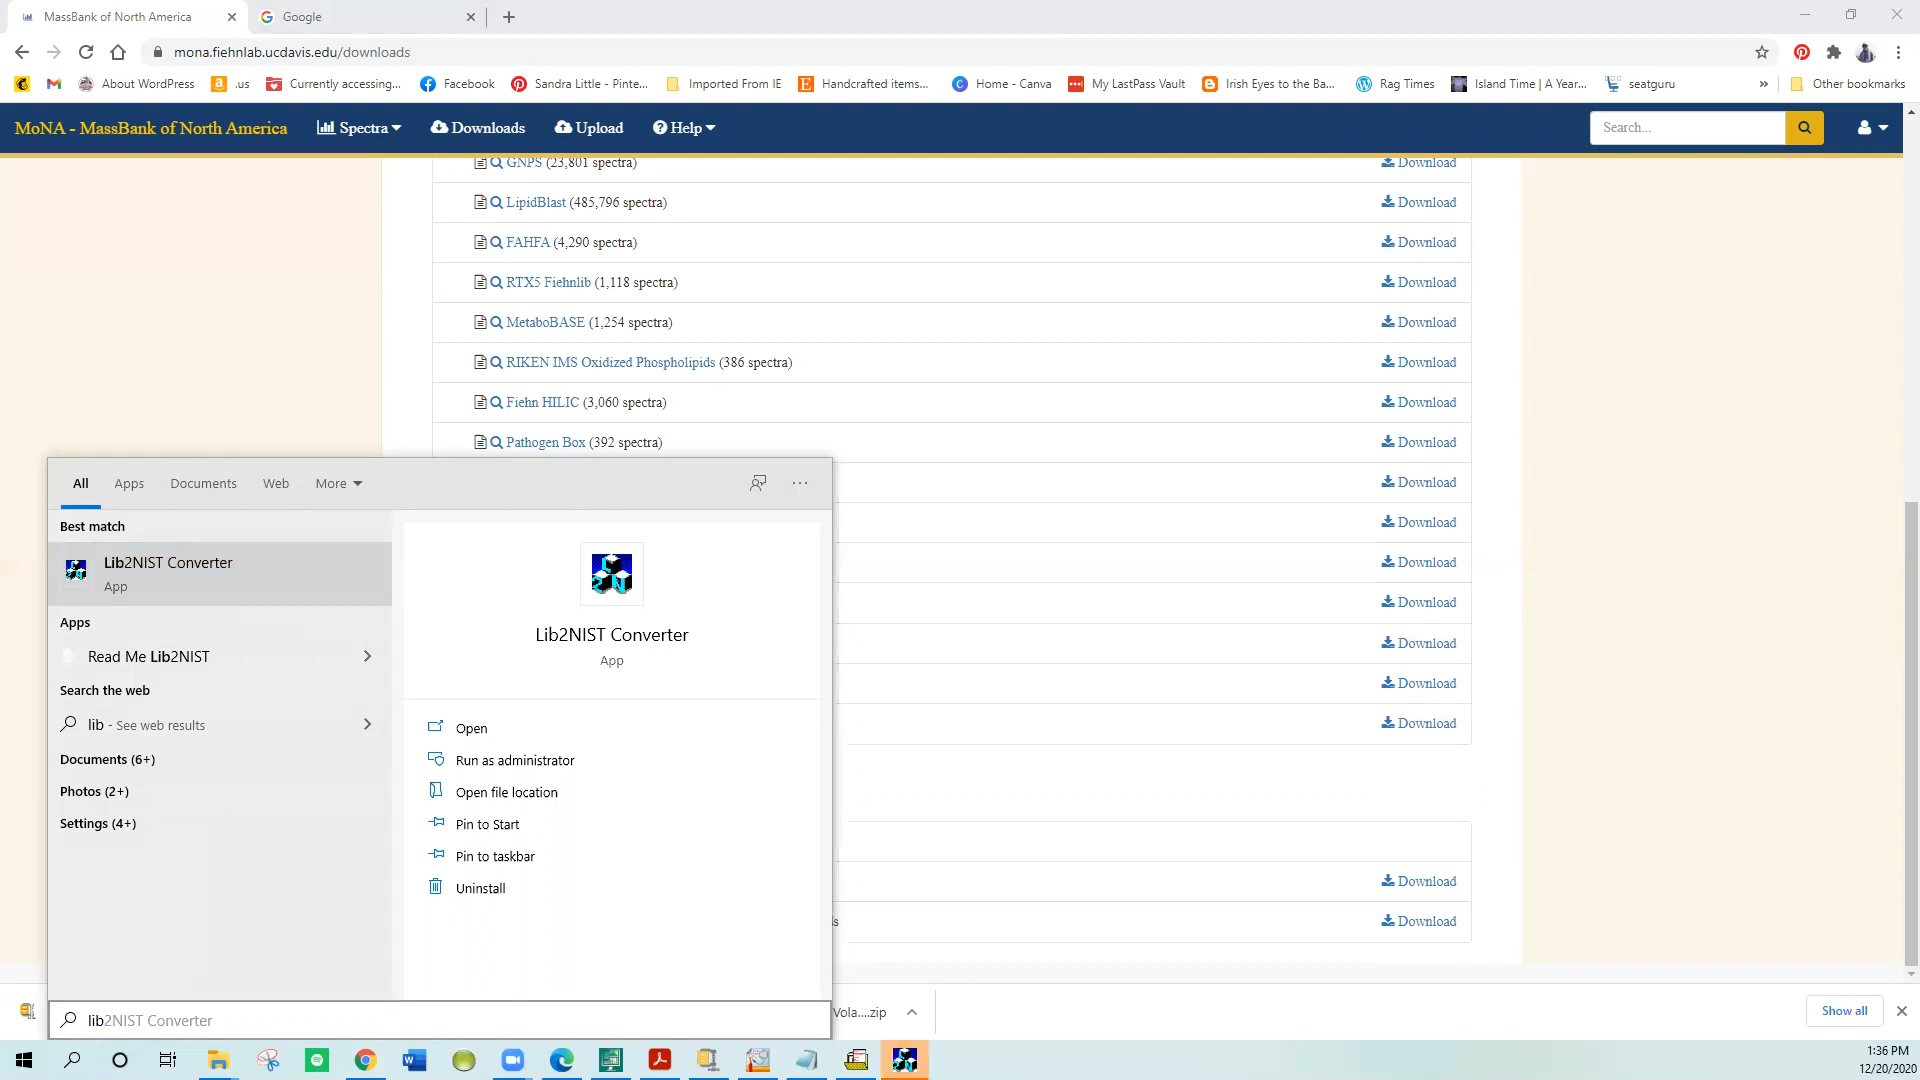 MassBank of North America
Google
mona.fiehnlab.ucdavis.edu/downloads
About WordPress
.us
Currently accessing...
Facebook
Sandra Little - Pinte...
Imported From IE
Handcrafted items...
Home - Canva
My LastPass Vault
Irish Eyes to the Ba...
Rag Times
Island Time | A Year...
seatguru
»
Other bookmarks
MoNA - MassBank of North America
Spectra
Downloads
Upload
Help
Search...
GNPS (23,801 spectra) Download
LipidBlast (485,796 spectra) Download
FAHFA (4,290 spectra) Download
RTX5 Fiehnlib (1,118 spectra) Download
MetaboBASE (1,254 spectra) Download
RIKEN IMS Oxidized Phospholipids (386 spectra) Download
Fiehn HILIC (3,060 spectra) Download
Pathogen Box (392 spectra) Download
Download
Download
Download
Download
Download
Download
Download
Download
s Download
All Apps Documents Web More
Best match
Lib2NIST Converter
App
Apps
Read Me Lib2NIST
Search the web
lib - See web results
Documents (6+)
Photos (2+)
Settings (4+)
Lib2NIST Converter
App
Open
Run as administrator
Open file location
Pin to Start
Pin to taskbar
Uninstall
lib2NIST Converter
Vola....zip
Show all
1:36 PM
12/20/2020